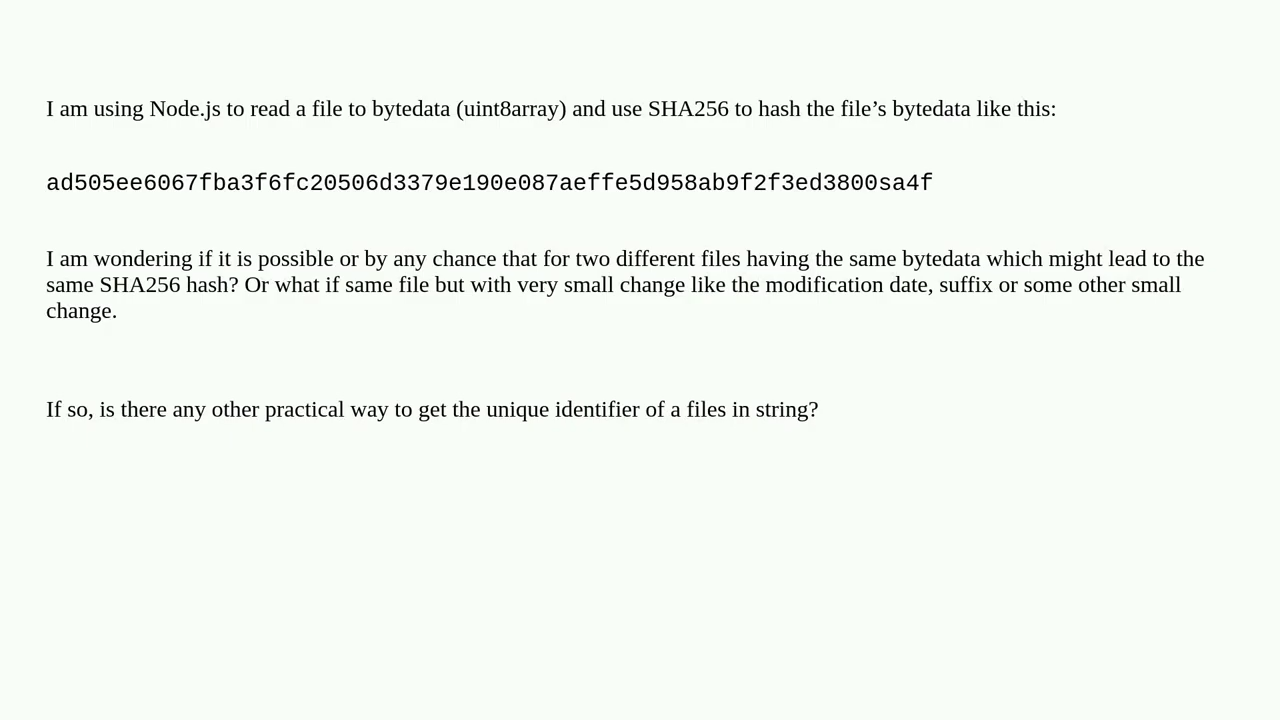 I am using Node.js to read a file to bytedata (uint8array) and use SHA256 to hash the file’s bytedata like this:
ad505ee6067fba3f6fc20506d3379e190e087aeffe5d958ab9f2f3ed3800sa4f
I am wondering if it is possible or by any chance that for two different files having the same bytedata which might lead to the
same SHA256 hash? Or what if same file but with very small change like the modification date, suffix or some other small
change.
If so, is there any other practical way to get the unique identifier of a files in string?